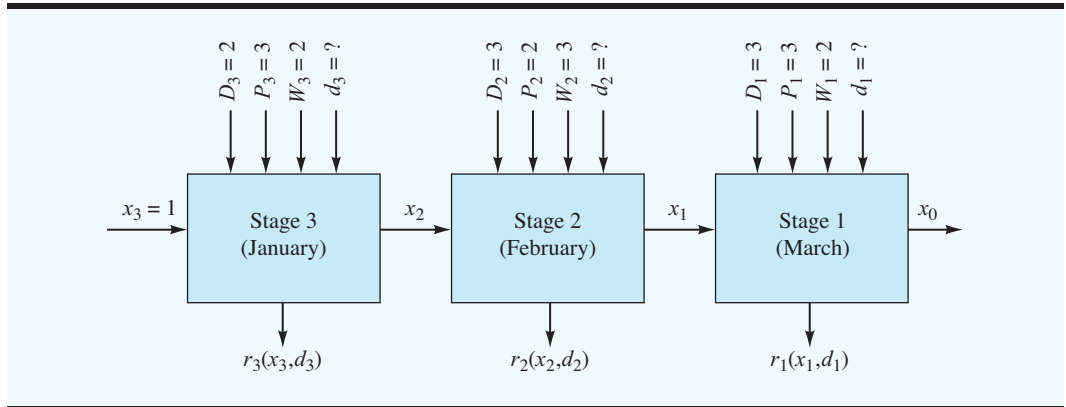 D₃ = 2
P₃ = 3
W₃ = 2
d₃ = ?
D₂ = 3
P₂ = 2
W₂ = 3
d₂ = ?
D₁ = 3
P₁ = 3
W₁ = 2
d₁ = ?
x₃ = 1
Stage 3
(January)
x₂
Stage 2
(February)
x₁
Stage 1
(March)
x₀
r₃(x₃,d₃)
r₂(x₂,d₂)
r₁(x₁,d₁)